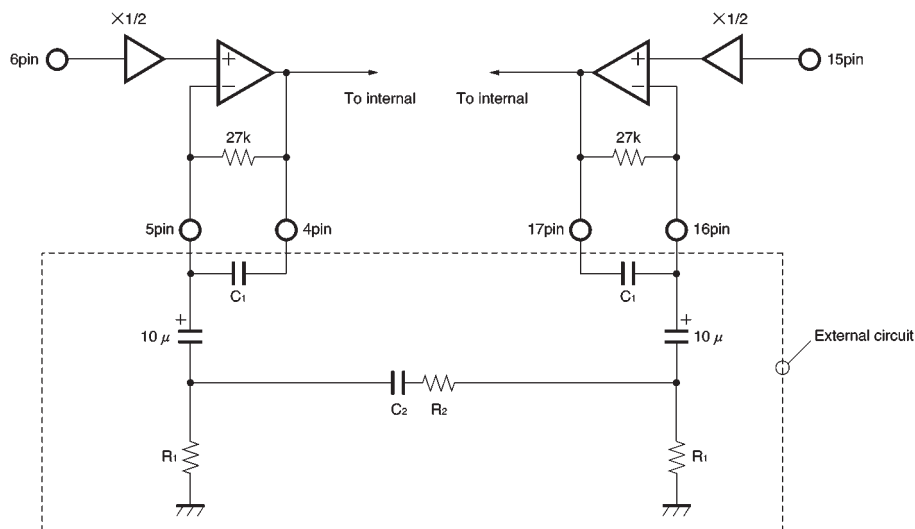 ×1/2
×1/2
6pin
+
+
15pin
−
To internal
To internal
−
27k
27k
5pin
4pin
17pin
16pin
C₁
C₁
+
+
10 μ
10 μ
External circuit
C₂
R₂
R₁
R₁